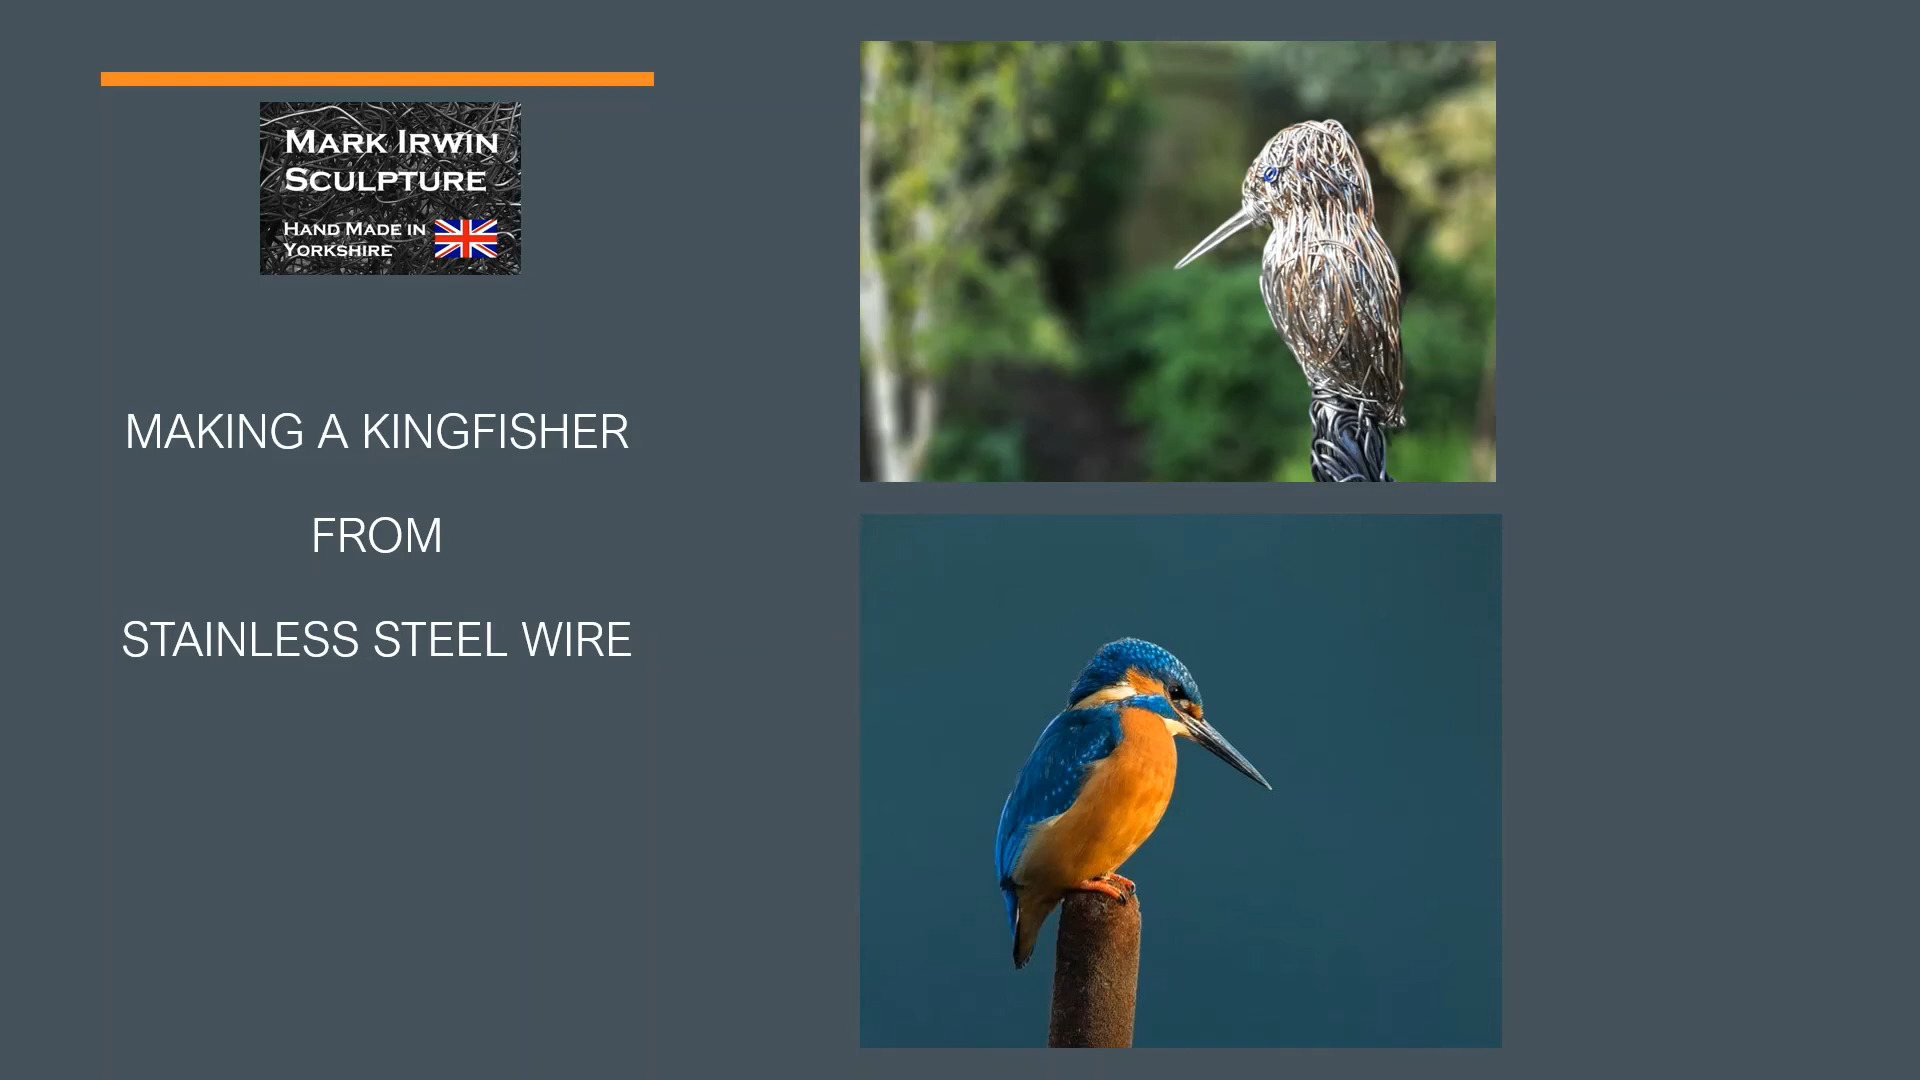 MARK IRWIN
SCULPTURE
HAND MADE IN
YORKSHIRE
MAKING A KINGFISHER
FROM
STAINLESS STEEL WIRE